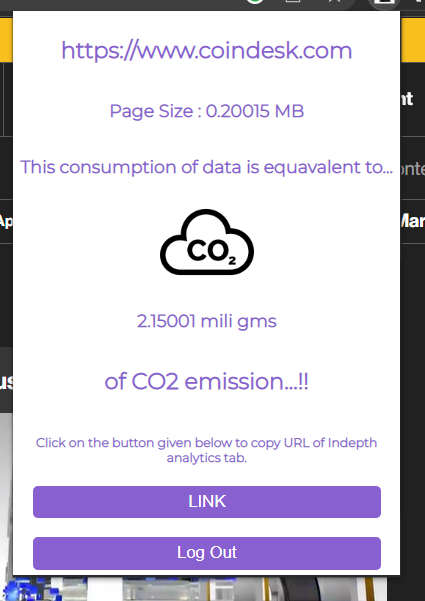 https://www.coindesk.com
nt
Page Size : 0.20015 MB
This consumption of data is equavalent to...
onte
Ap
Mar
CO2
2.15001 mili gms
of CO2 emission...!!
us
Click on the button given below to copy URL of Indepth
analytics tab.
LINK
Log Out